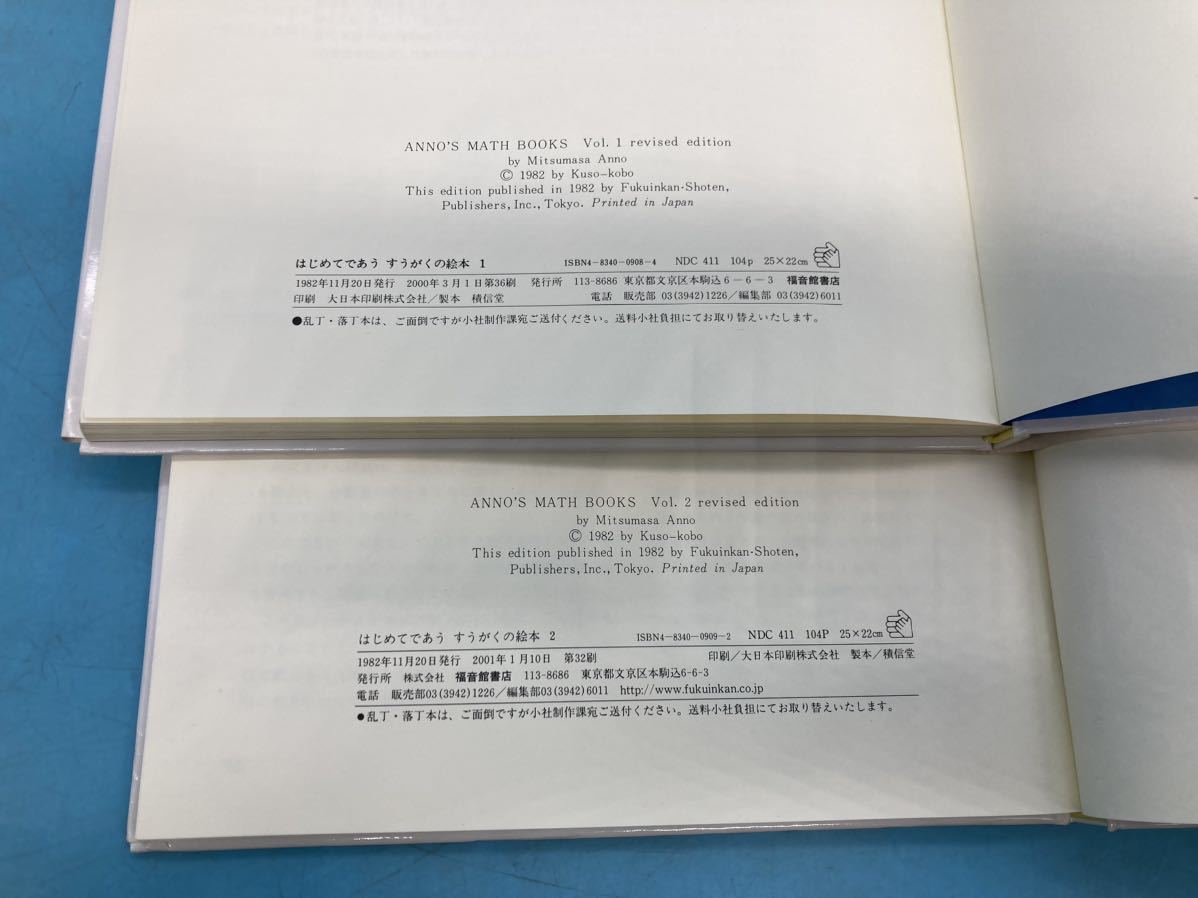 ANNO'S MATH BOOKS Vol. 1 revised edition
by Mitsumasa Anno
© 1982 by Kuso-kobo
This edition published in 1982 by Fukuinkan-Shoten,
Publishers, Inc., Tokyo. Printed in Japan
はじめてであう すうがくの絵本 1 ISBN4-8340-0908-4 NDC 411 104p 25×22cm
1982年11月20日発行 2000年3月1日第36刷 発行所 113-8686 東京都文京区本駒込6-6-3 福音館書店
印刷 大日本印刷株式会社/製本 積信堂 電話 販売部 03(3942)1226/編集部 03(3942)6011
●乱丁・落丁本は、ご面倒ですが小社制作課宛ご送付ください。送料小社負担にてお取り替えいたします。
ANNO'S MATH BOOKS Vol. 2 revised edition
by Mitsumasa Anno
© 1982 by Kuso-kobo
This edition published in 1982 by Fukuinkan-Shoten,
Publishers, Inc., Tokyo. Printed in Japan
はじめてであう すうがくの絵本 2 ISBN4-8340-0909-2 NDC 411 104P 25×22cm
1982年11月20日発行 2001年1月10日 第32刷 印刷/大日本印刷株式会社 製本/積信堂
発行所 株式会社 福音館書店 113-8686 東京都文京区本駒込6-6-3
電話 販売部03(3942)1226/編集部03(3942)6011 http://www.fukuinkan.co.jp
●乱丁・落丁本は、ご面倒ですが小社制作課宛ご送付ください。送料小社負担にてお取り替えいたします。